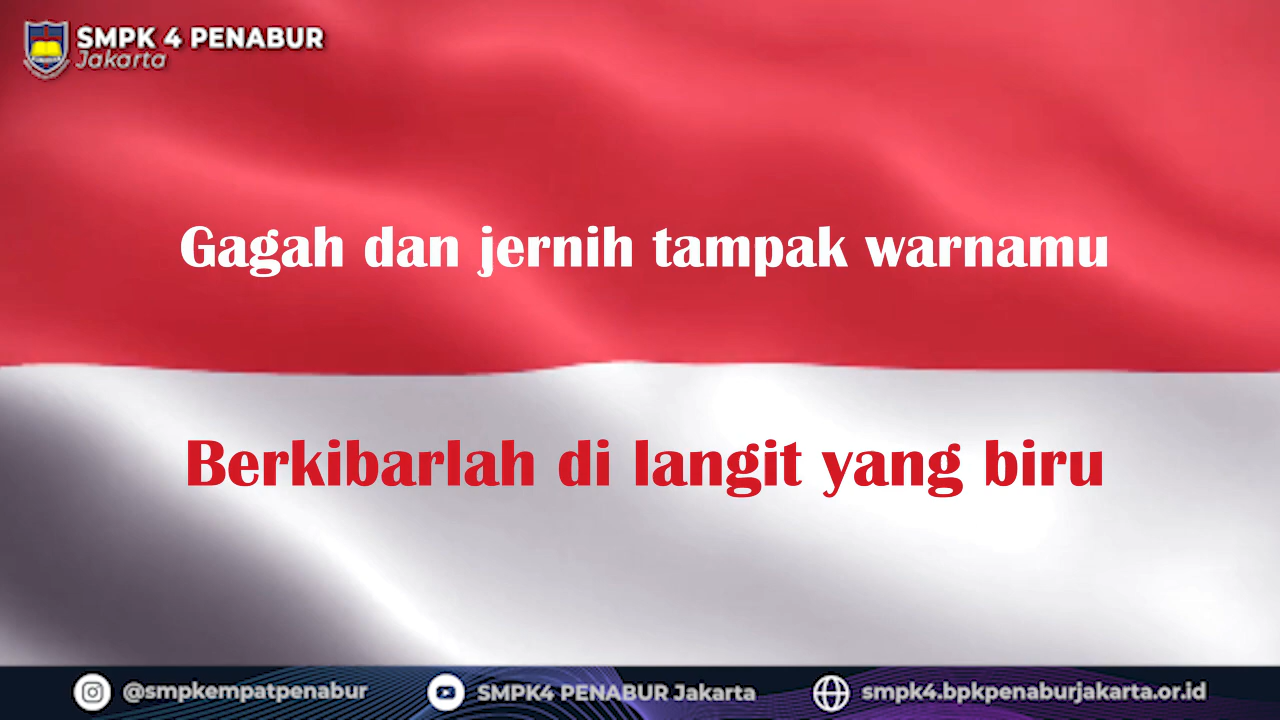 SMPK 4 PENABUR
Jakarta
Gagah dan jernih tampak warnamu
Berkibarlah di langit yang biru
@smpkempatpenabur
SMPK4 PENABUR Jakarta
smpk4.bpkpenaburjakarta.or.id